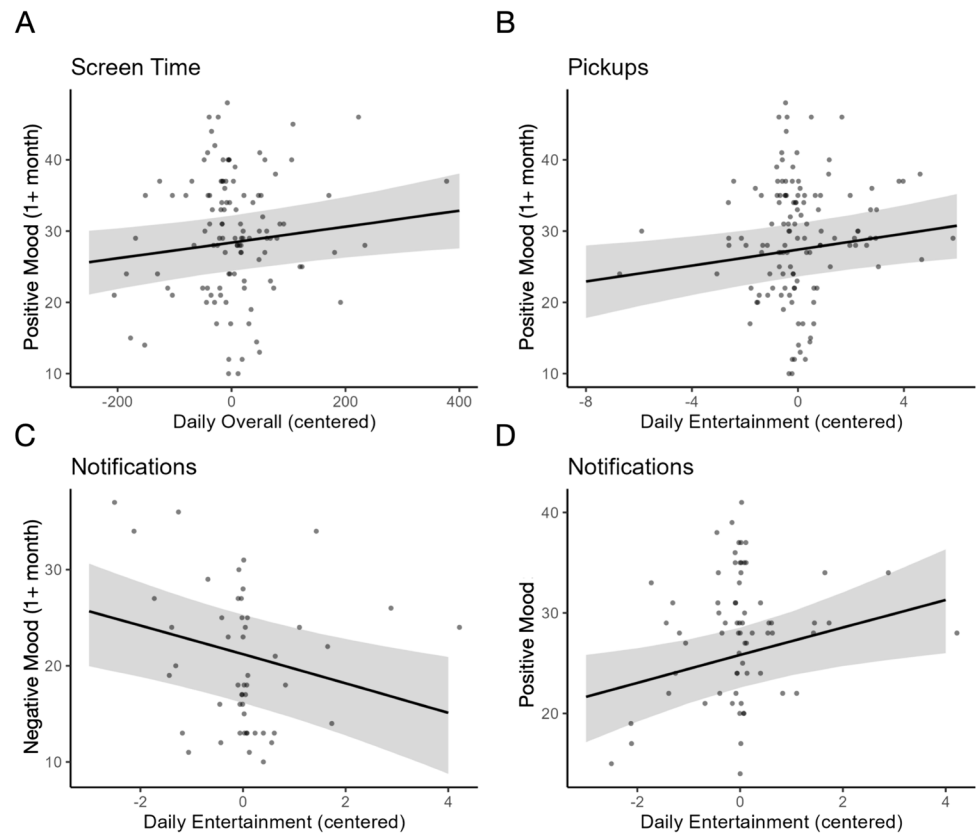 A
Screen Time
Positive Mood (1+ month)
40
30
20
10
-200 0 200 400
Daily Overall (centered)
B
Pickups
Positive Mood (1+ month)
40
30
20
10
-8 -4 0 4
Daily Entertainment (centered)
C
Notifications
Negative Mood (1+ month)
30
20
10
-2 0 2 4
Daily Entertainment (centered)
D
Notifications
Positive Mood
40
30
20
-2 0 2 4
Daily Entertainment (centered)